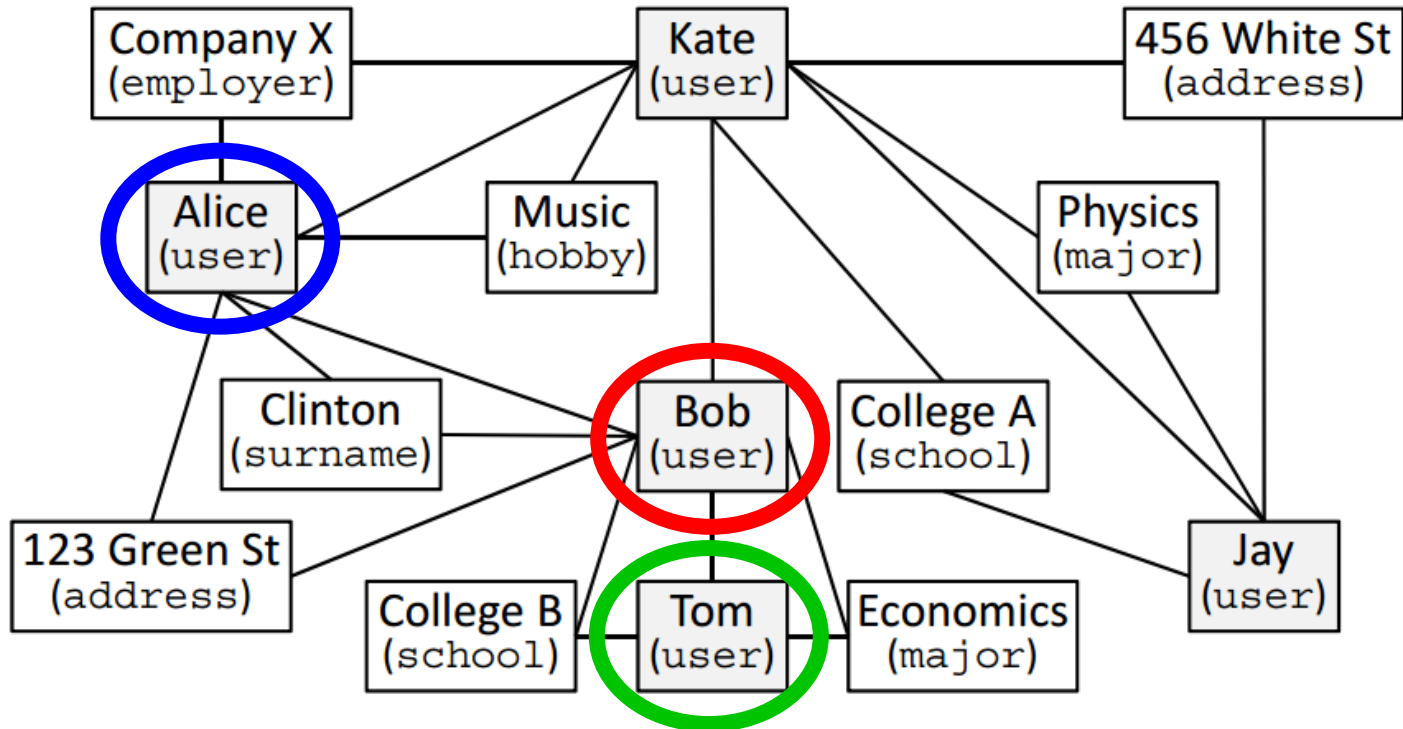 Company X
(employer)
Kate
(user)
456 White St
(address)
Alice
(user)
Music
(hobby)
Physics
(major)
Clinton
(surname)
Bob
(user)
College A
(school)
123 Green St
(address)
College B
(school)
Tom
(user)
Economics
(major)
Jay
(user)